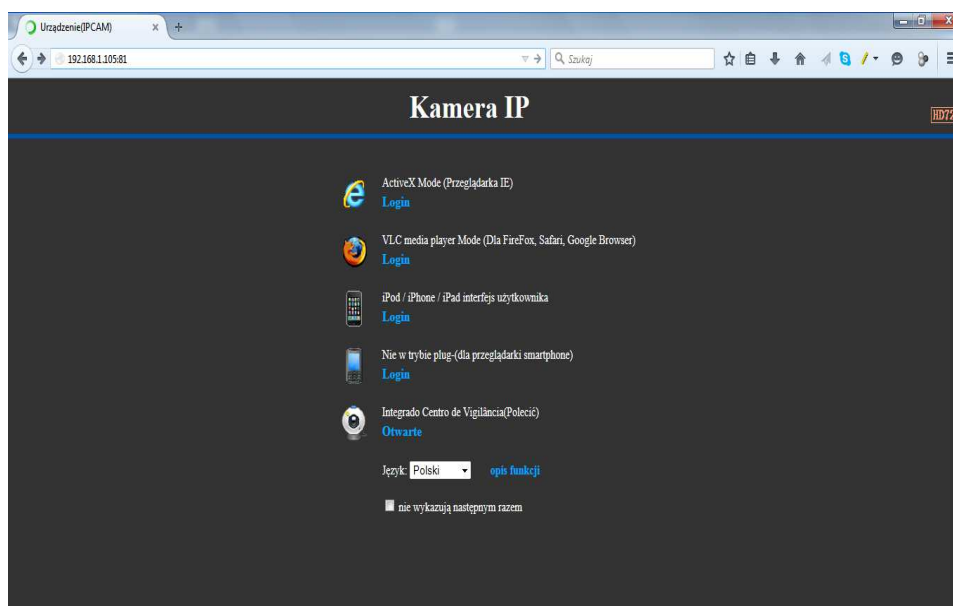 Urządzenie(IPCAM)
192.168.1.105:81
Szukaj
Kamera IP
ActiveX Mode (Przeglądarka IE)
Login
VLC media player Mode (Dla FireFox, Safari, Google Browser)
Login
iPod / iPhone / iPad interfejs użytkownika
Login
Nie w trybie plug-(dla przeglądarki smartphone)
Login
Integrado Centro de Vigilância(Polecić)
Otwarte
Język: Polski opis funkcji
nie wykazują następnym razem